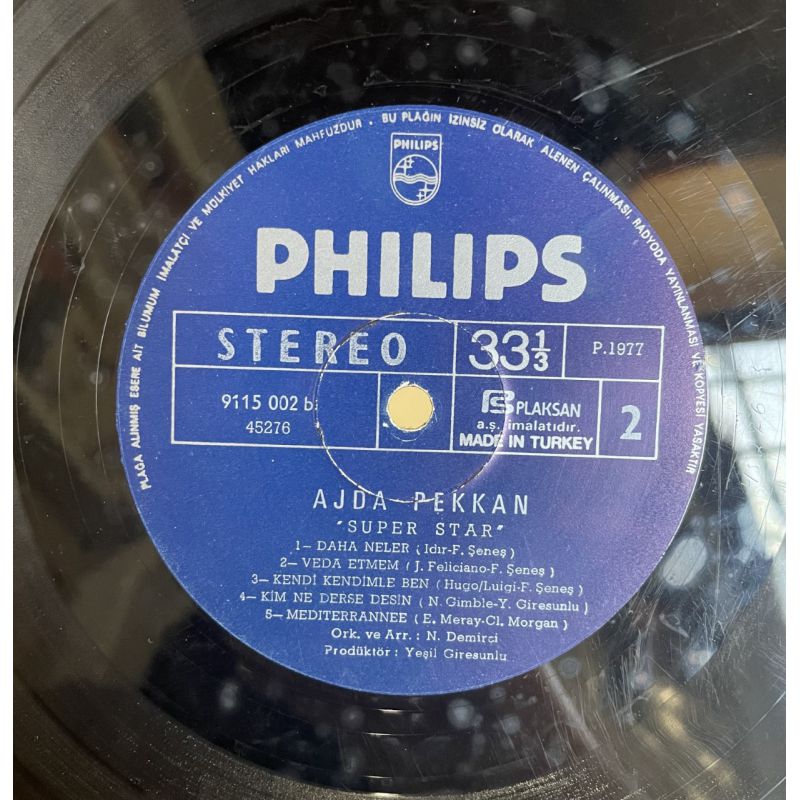 PLAĞA ALINMIŞ ESERE AİT BİLUMUM İMALATÇI VE MÜLKİYET HAKLARI MAHFUZDUR . BU PLAĞIN İZİNSİZ OLARAK ALENEN ÇALINMASI, RADYODA YAYINLANMASI VE KOPYESİ YASAKTIR
PHILIPS
PHILIPS
STEREO 33⅓ P.1977
9115 002 b
45276
PLAKSAN
a.ş. imalatıdır.
MADE IN TURKEY
2
AJDA PEKKAN
"SUPER STAR"
1– DAHA NELER ( Idır-F. Şeneş )
2– VEDA ETMEM ( J. Feliciano-F. Şeneş )
3– KENDİ KENDİMLE BEN ( Hugo/Luigi-F. Şeneş )
4– KİM NE DERSE DESİN ( N. Gimble-Y. Giresunlu )
5– MEDITERRANNEE ( E. Meray-Cl. Morgan )
Ork. ve Arr. : N. Demirci
Prodüktör : Yeşil Giresunlu